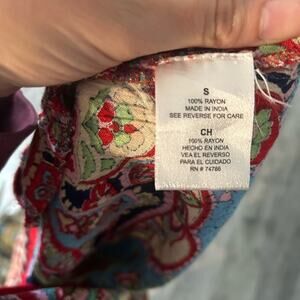 S
100% RAYON
MADE IN INDIA
SEE REVERSE FOR CARE
CH
100% RAYON
HECHO EN INDIA
VEA EL REVERSO
PARA EL CUIDADO
RN # 74766